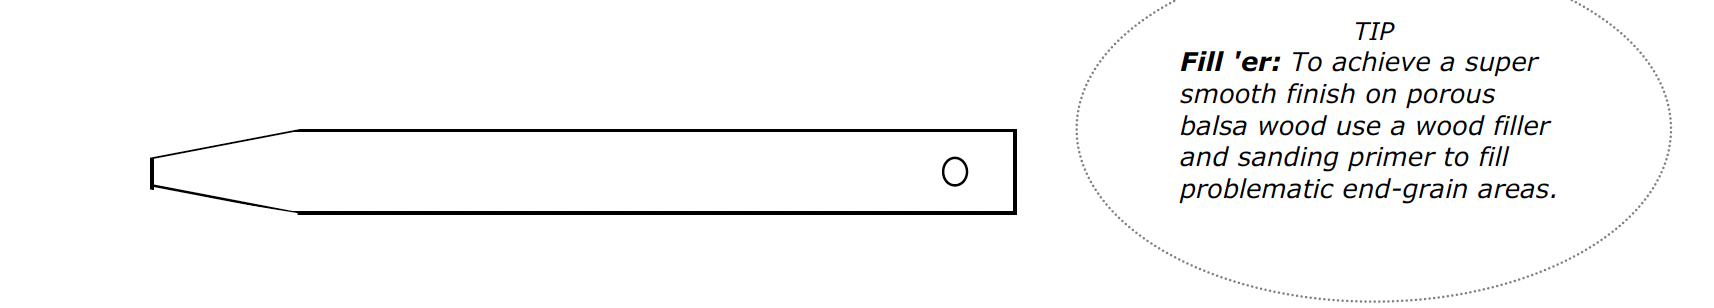 TIP
Fill 'er: To achieve a super
smooth finish on porous
balsa wood use a wood filler
and sanding primer to fill
problematic end-grain areas.